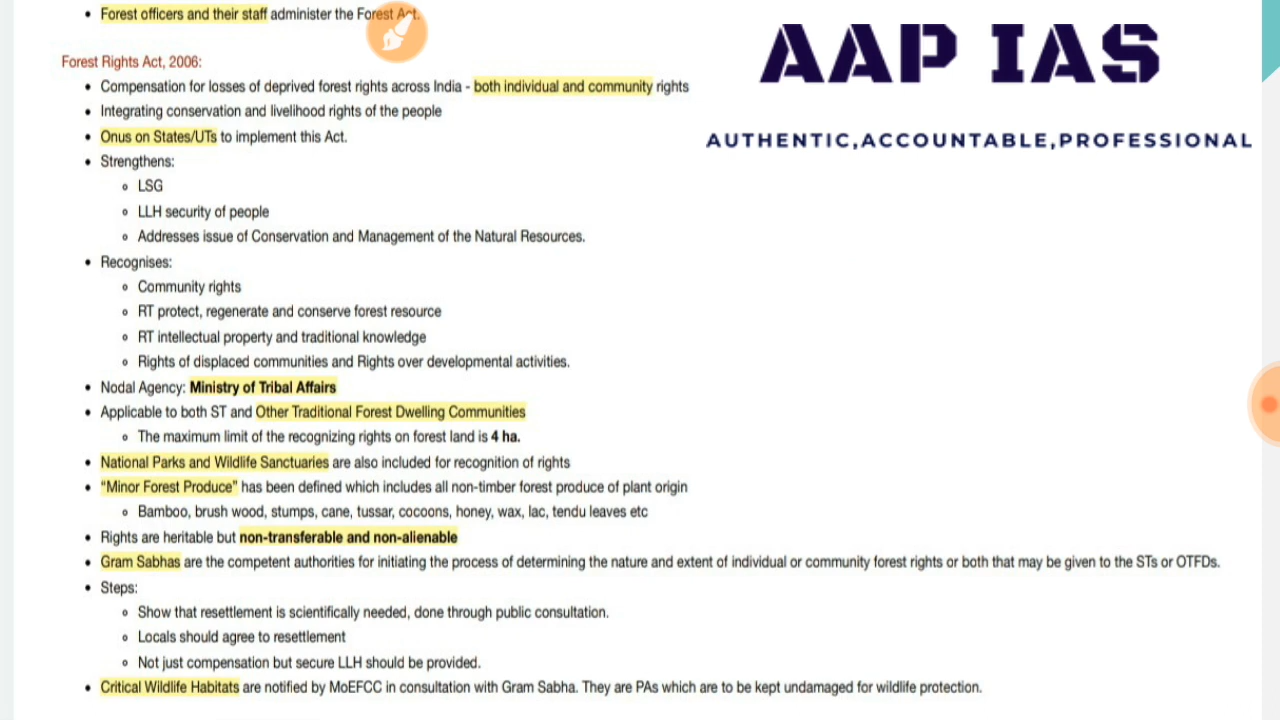 • Forest officers and their staff administer the Forest Act.
AAP IAS
AUTHENTIC,ACCOUNTABLE,PROFESSIONAL
Forest Rights Act, 2006:
• Compensation for losses of deprived forest rights across India - both individual and community rights
• Integrating conservation and livelihood rights of the people
• Onus on States/UTs to implement this Act.
• Strengthens:
∘ LSG
∘ LLH security of people
∘ Addresses issue of Conservation and Management of the Natural Resources.
• Recognises:
∘ Community rights
∘ RT protect, regenerate and conserve forest resource
∘ RT intellectual property and traditional knowledge
∘ Rights of displaced communities and Rights over developmental activities.
• Nodal Agency: Ministry of Tribal Affairs
• Applicable to both ST and Other Traditional Forest Dwelling Communities
∘ The maximum limit of the recognizing rights on forest land is 4 ha.
• National Parks and Wildlife Sanctuaries are also included for recognition of rights
• “Minor Forest Produce” has been defined which includes all non-timber forest produce of plant origin
∘ Bamboo, brush wood, stumps, cane, tussar, cocoons, honey, wax, lac, tendu leaves etc
• Rights are heritable but non-transferable and non-alienable
• Gram Sabhas are the competent authorities for initiating the process of determining the nature and extent of individual or community forest rights or both that may be given to the STs or OTFDs.
• Steps:
∘ Show that resettlement is scientifically needed, done through public consultation.
∘ Locals should agree to resettlement
∘ Not just compensation but secure LLH should be provided.
• Critical Wildlife Habitats are notified by MoEFCC in consultation with Gram Sabha. They are PAs which are to be kept undamaged for wildlife protection.